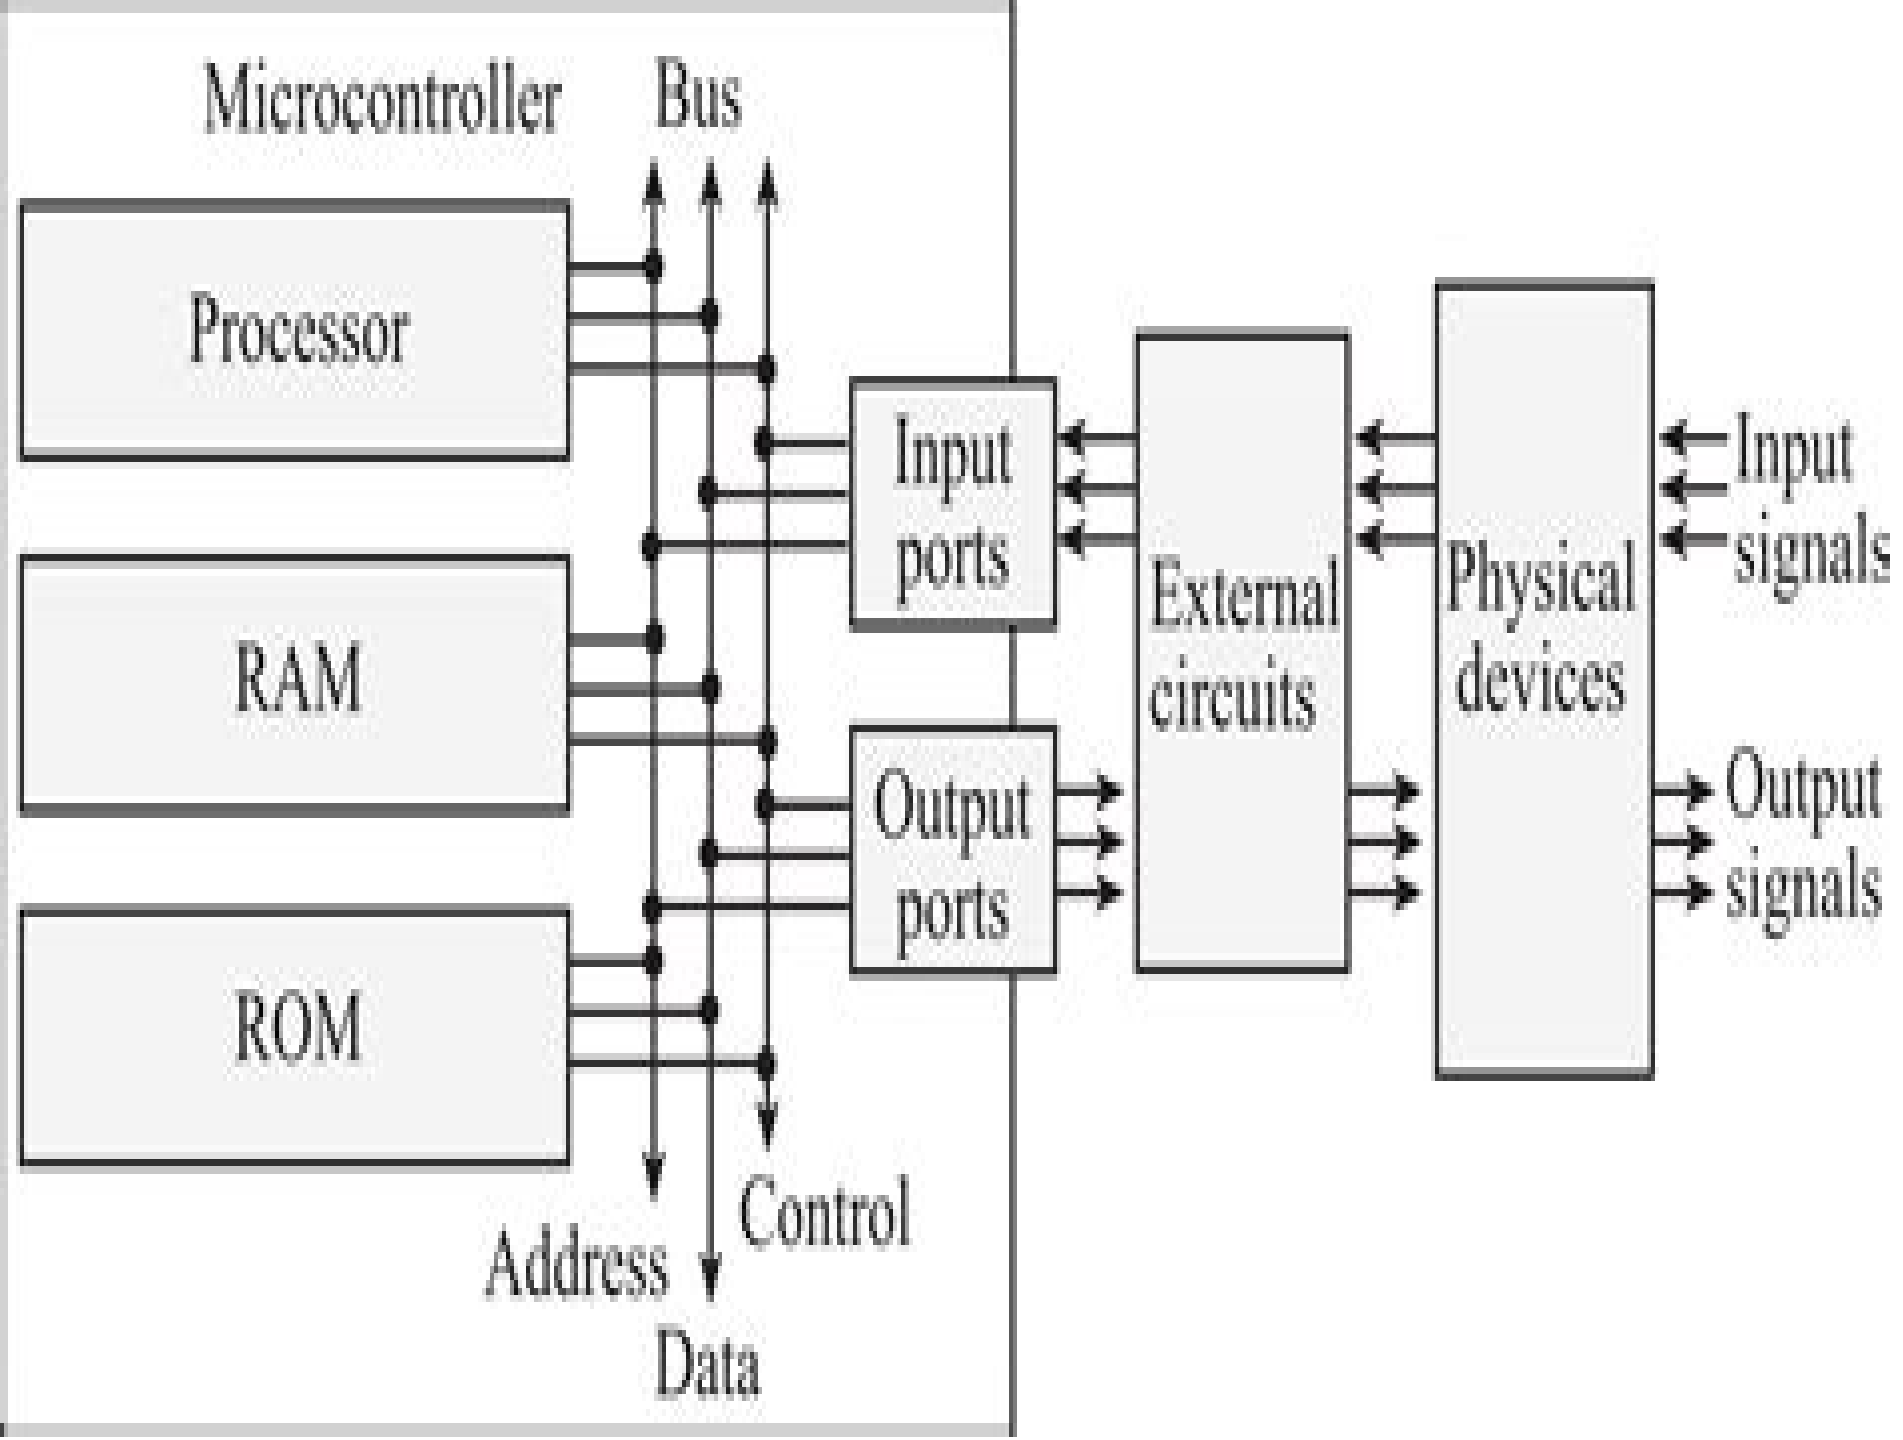 Microcontroller
Bus
Processor
Input
ports
Input
signals
External
circuits
Physical
devices
RAM
Output
ports
Output
signals
ROM
Control
Address
Data